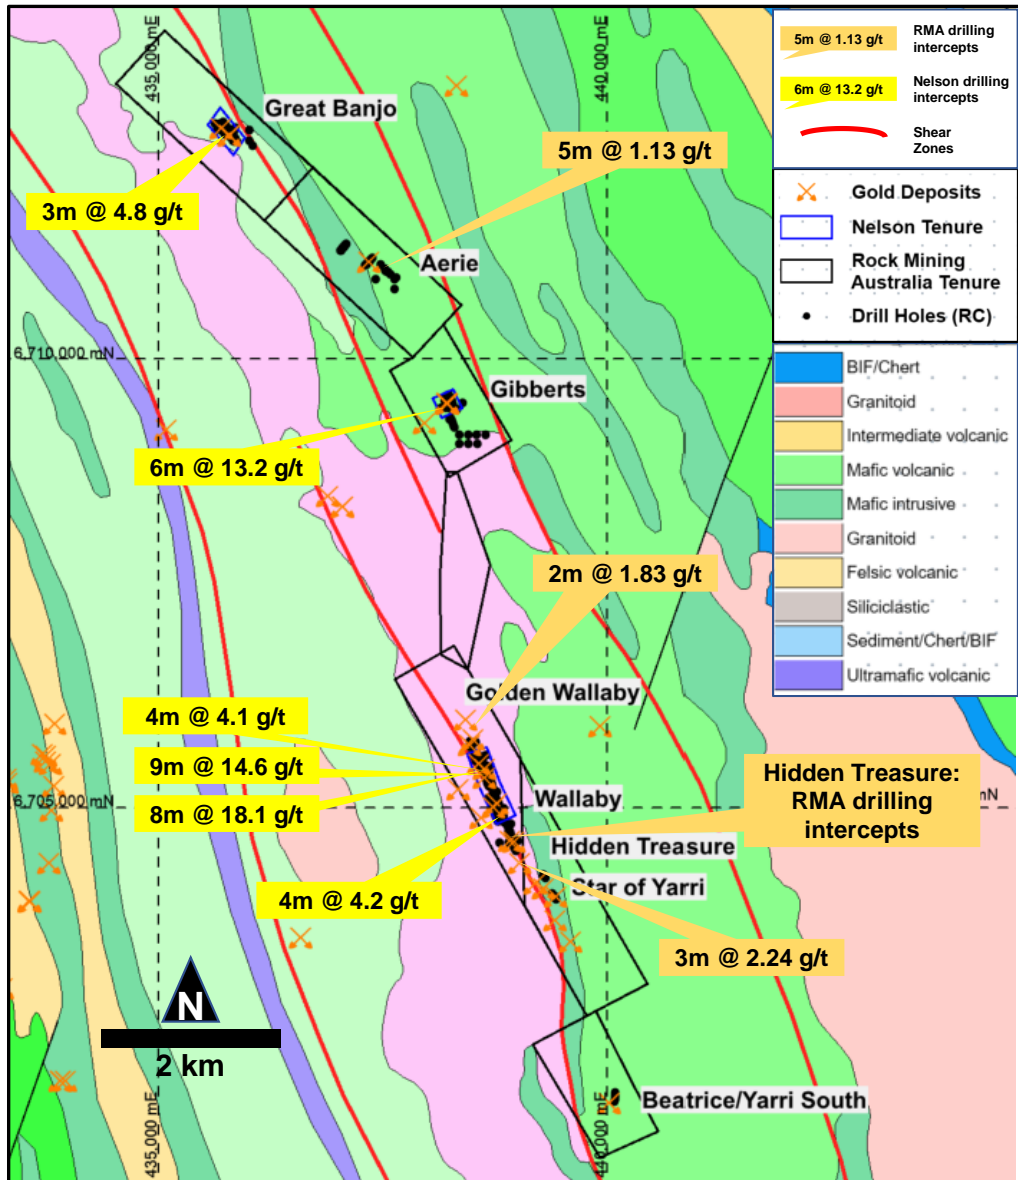 435,000 mE
440,000 mE
Great Banjo
5m @ 1.13 g/t
3m @ 4.8 g/t
Aerie
6,710,000 mN
Gibberts
6m @ 13.2 g/t
2m @ 1.83 g/t
Golden Wallaby
4m @ 4.1 g/t
9m @ 14.6 g/t
8m @ 18.1 g/t
6,705,000 mN
Wallaby
Hidden Treasure:
RMA drilling
intercepts
mN
Hidden Treasure
Star of Yarri
4m @ 4.2 g/t
3m @ 2.24 g/t
N
2 km
Beatrice/Yarri South
435,000 mE
440,000 mE
5m @ 1.13 g/t
RMA drilling
intercepts
6m @ 13.2 g/t
Nelson drilling
intercepts
Shear
Zones
Gold Deposits
Nelson Tenure
Rock Mining
Australia Tenure
Drill Holes (RC)
BIF/Chert
Granitoid
Intermediate volcanic
Mafic volcanic
Mafic intrusive
Granitoid
Felsic volcanic
Siliciclastic
Sediment/Chert/BIF
Ultramafic volcanic